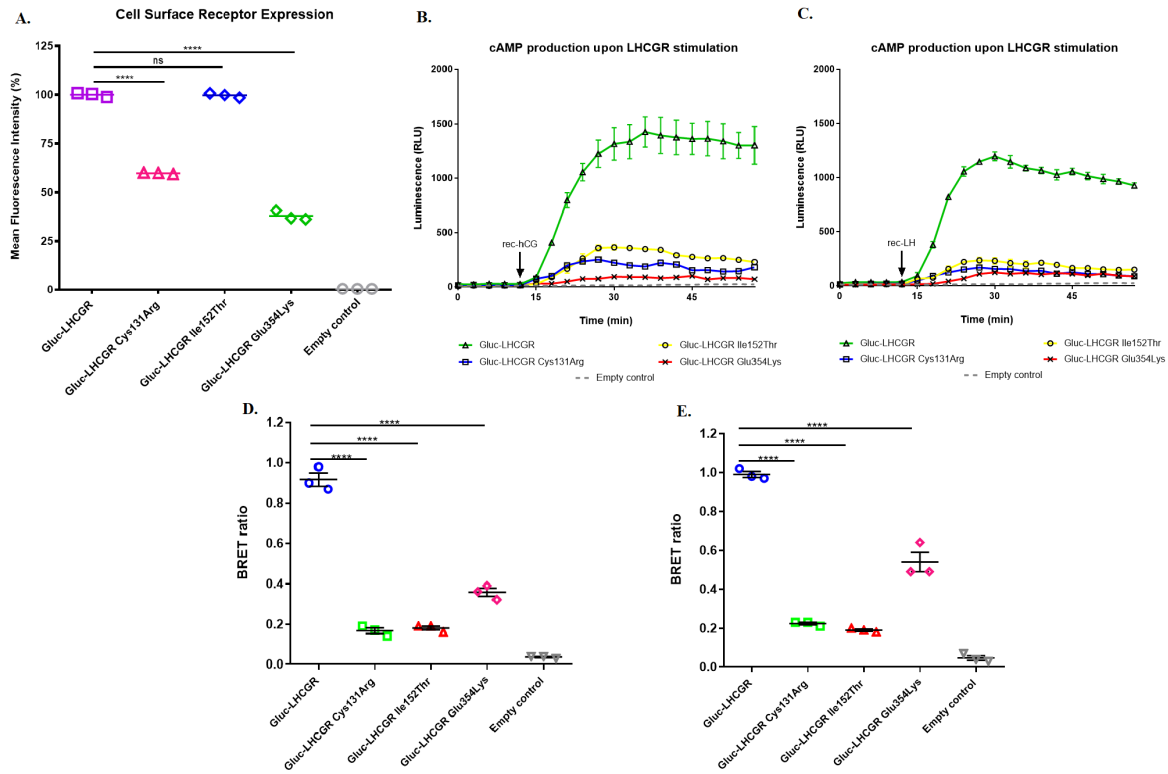 A.
Cell Surface Receptor Expression
Mean Fluorescence Intensity (%)
125
100
75
50
25
0
****
ns
****
Gluc-LHCGR
Gluc-LHCGR Cys131Arg
Gluc-LHCGR Ile152Thr
Gluc-LHCGR Glu354Lys
Empty control
B.
cAMP production upon LHCGR stimulation
Luminescence (RLU)
2000
1500
1000
500
0
rec-hCG
0 15 30 45
Time (min)
Gluc-LHCGR
Gluc-LHCGR Ile152Thr
Gluc-LHCGR Cys131Arg
Gluc-LHCGR Glu354Lys
Empty control
C.
cAMP production upon LHCGR stimulation
Luminescence (RLU)
2000
1500
1000
500
0
rec-LH
0 15 30 45
Time (min)
Gluc-LHCGR
Gluc-LHCGR Ile152Thr
Gluc-LHCGR Cys131Arg
Gluc-LHCGR Glu354Lys
Empty control
D.
BRET ratio
1.2
1.0
0.8
0.6
0.4
0.2
0.0
****
****
****
Gluc-LHCGR
Gluc-LHCGR Cys131Arg
Gluc-LHCGR Ile152Thr
Gluc-LHCGR Glu354Lys
Empty control
E.
BRET ratio
1.2
1.0
0.8
0.6
0.4
0.2
0.0
****
****
****
Gluc-LHCGR
Gluc-LHCGR Cys131Arg
Gluc-LHCGR Ile152Thr
Gluc-LHCGR Glu354Lys
Empty control